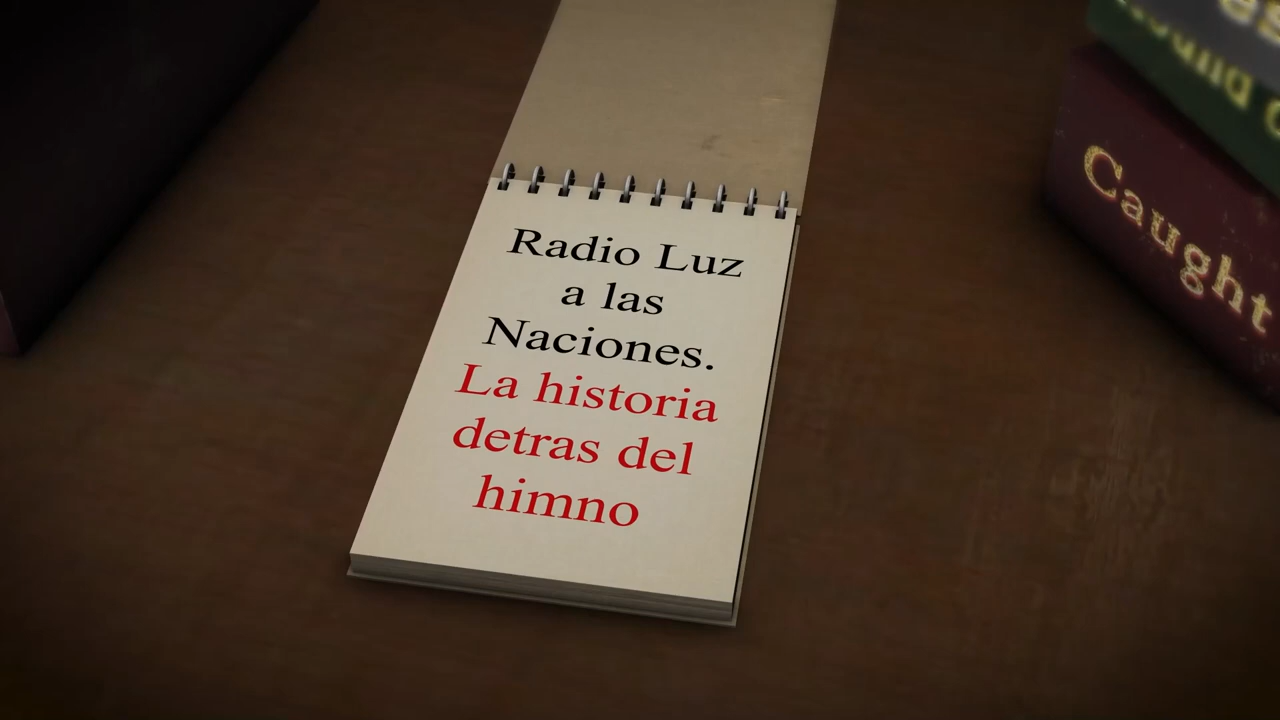 Radio Luz
a las
Naciones.
La historia
detras del
himno
Caught